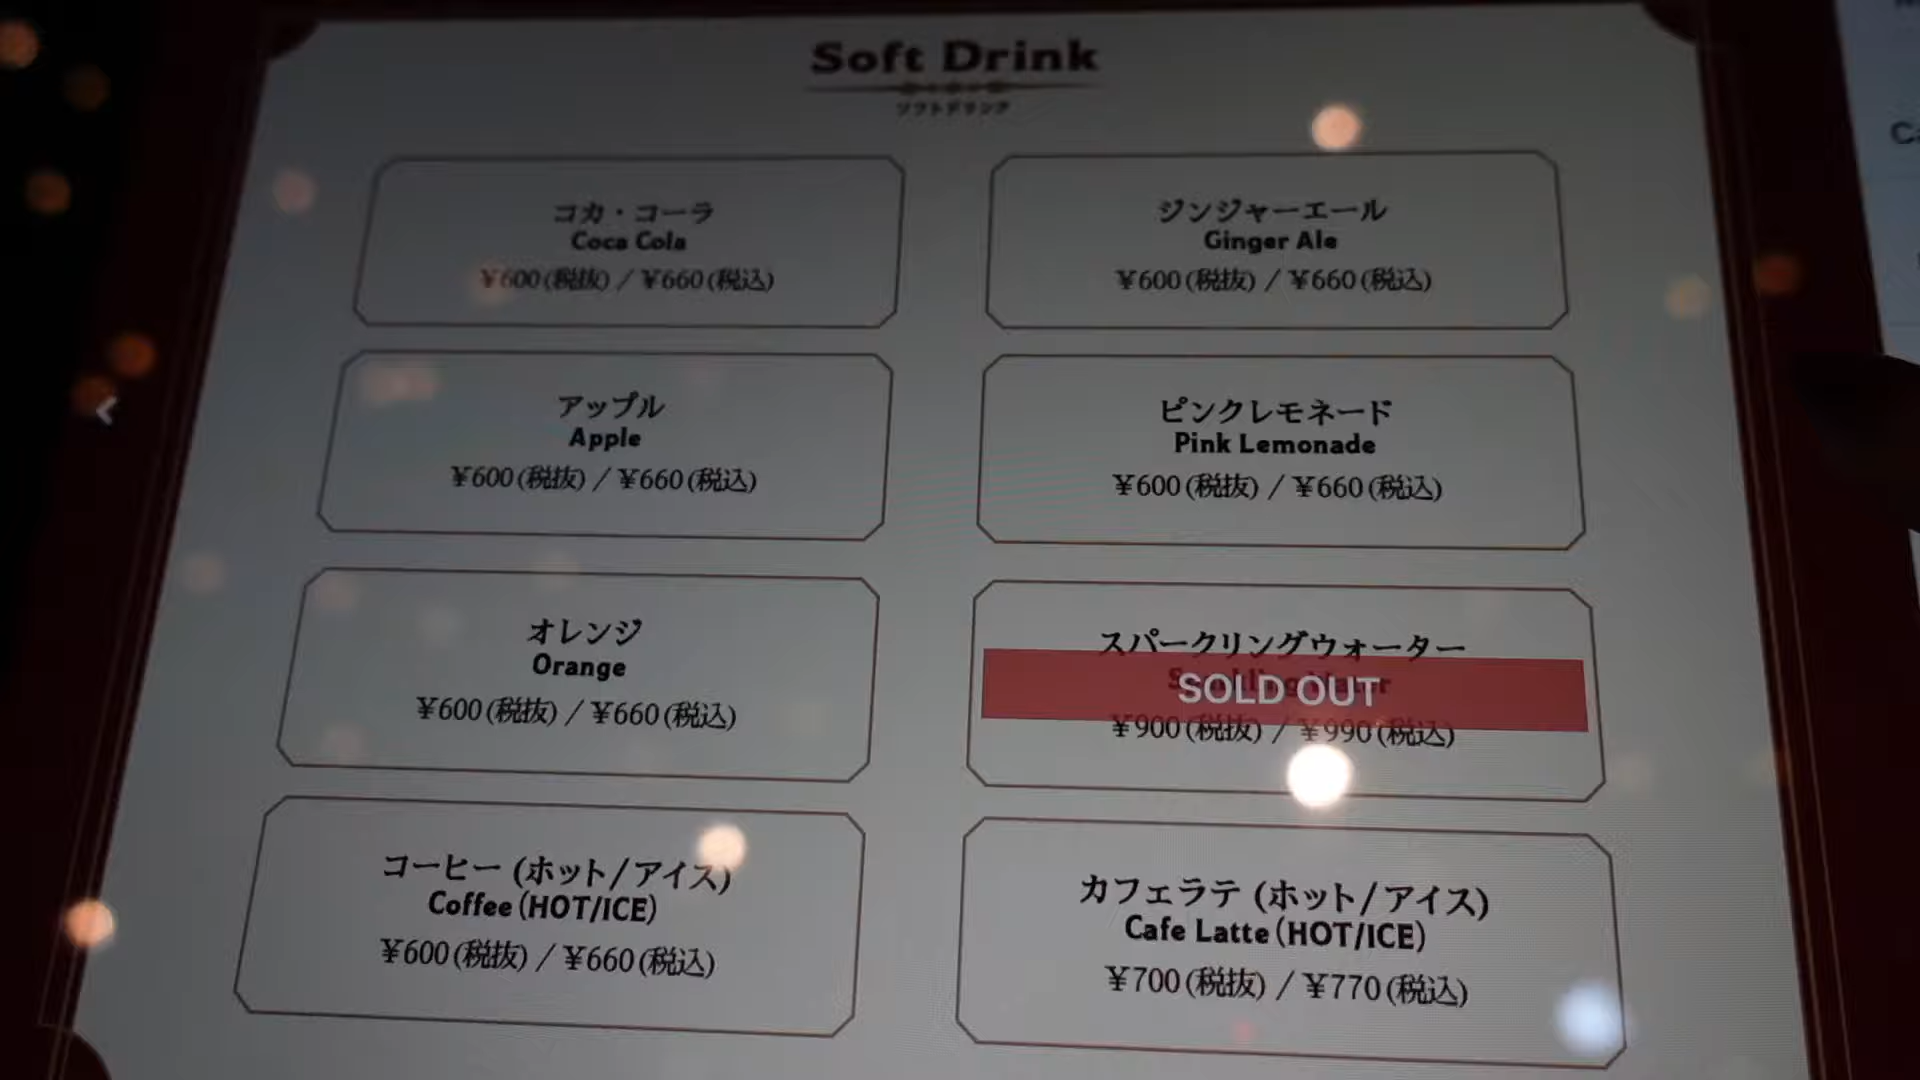 Soft Drink
ソフトドリンク
コカ・コーラ
Coca Cola
¥600(税抜) / ¥660(税込)
ジンジャーエール
Ginger Ale
¥600(税抜) / ¥660(税込)
アップル
Apple
¥600(税抜) / ¥660(税込)
ピンクレモネード
Pink Lemonade
¥600(税抜) / ¥660(税込)
オレンジ
Orange
¥600(税抜) / ¥660(税込)
スパークリングウォーター
SOLD OUT
¥900(税抜) / ¥990(税込)
コーヒー (ホット/アイス)
Coffee(HOT/ICE)
¥600(税抜) / ¥660(税込)
カフェラテ (ホット/アイス)
Cafe Latte(HOT/ICE)
¥700(税抜) / ¥770(税込)